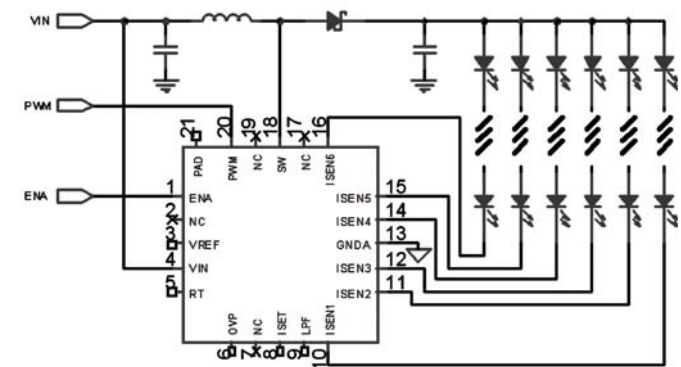 VIN
PWM
ENA
21
20
19
18
17
16
PAD
PWM
NC
SW
NC
ISEN6
1
ENA
2
NC
3
VREF
4
VIN
5
RT
15
ISEN5
14
ISEN4
13
GNDA
12
ISEN3
11
ISEN2
OVP
NC
ISET
LPF
ISEN1
6
7
8
9
10